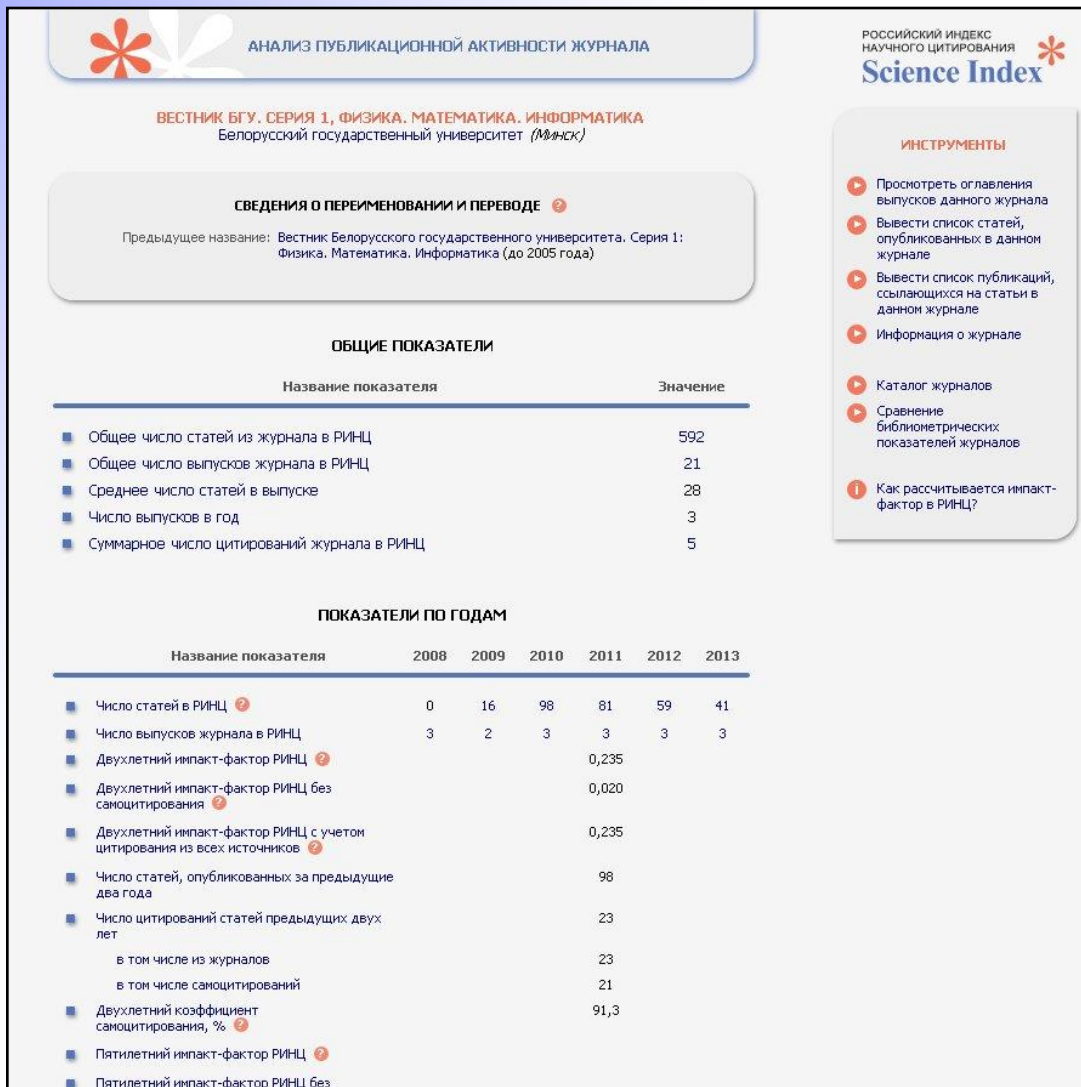 АНАЛИЗ ПУБЛИКАЦИОННОЙ АКТИВНОСТИ ЖУРНАЛА
РОССИЙСКИЙ ИНДЕКС
НАУЧНОГО ЦИТИРОВАНИЯ
Science Index
ВЕСТНИК БГУ. СЕРИЯ 1, ФИЗИКА. МАТЕМАТИКА. ИНФОРМАТИКА
Белорусский государственный университет (Минск)
СВЕДЕНИЯ О ПЕРЕИМЕНОВАНИИ И ПЕРЕВОДЕ ?
Предыдущее название: Вестник Белорусского государственного университета. Серия 1:
Физика. Математика. Информатика (до 2005 года)
ОБЩИЕ ПОКАЗАТЕЛИ
Название показателя Значение
Общее число статей из журнала в РИНЦ 592
Общее число выпусков журнала в РИНЦ 21
Среднее число статей в выпуске 28
Число выпусков в год 3
Суммарное число цитирований журнала в РИНЦ 5
ПОКАЗАТЕЛИ ПО ГОДАМ
Название показателя 2008 2009 2010 2011 2012 2013
Число статей в РИНЦ ? 0 16 98 81 59 41
Число выпусков журнала в РИНЦ 3 2 3 3 3 3
Двухлетний импакт-фактор РИНЦ ? 0,235
Двухлетний импакт-фактор РИНЦ без 0,020
самоцитирования ?
Двухлетний импакт-фактор РИНЦ с учетом 0,235
цитирования из всех источников ?
Число статей, опубликованных за предыдущие 98
два года
Число цитирований статей предыдущих двух 23
лет
в том числе из журналов 23
в том числе самоцитирований 21
Двухлетний коэффициент 91,3
самоцитирования, % ?
Пятилетний импакт-фактор РИНЦ ?
Пятилетний импакт-фактор РИНЦ без
ИНСТРУМЕНТЫ
Просмотреть оглавления
выпусков данного журнала
Вывести список статей,
опубликованных в данном
журнале
Вывести список публикаций,
ссылающихся на статьи в
данном журнале
Информация о журнале
Каталог журналов
Сравнение
библиометрических
показателей журналов
Как рассчитывается импакт-
фактор в РИНЦ?